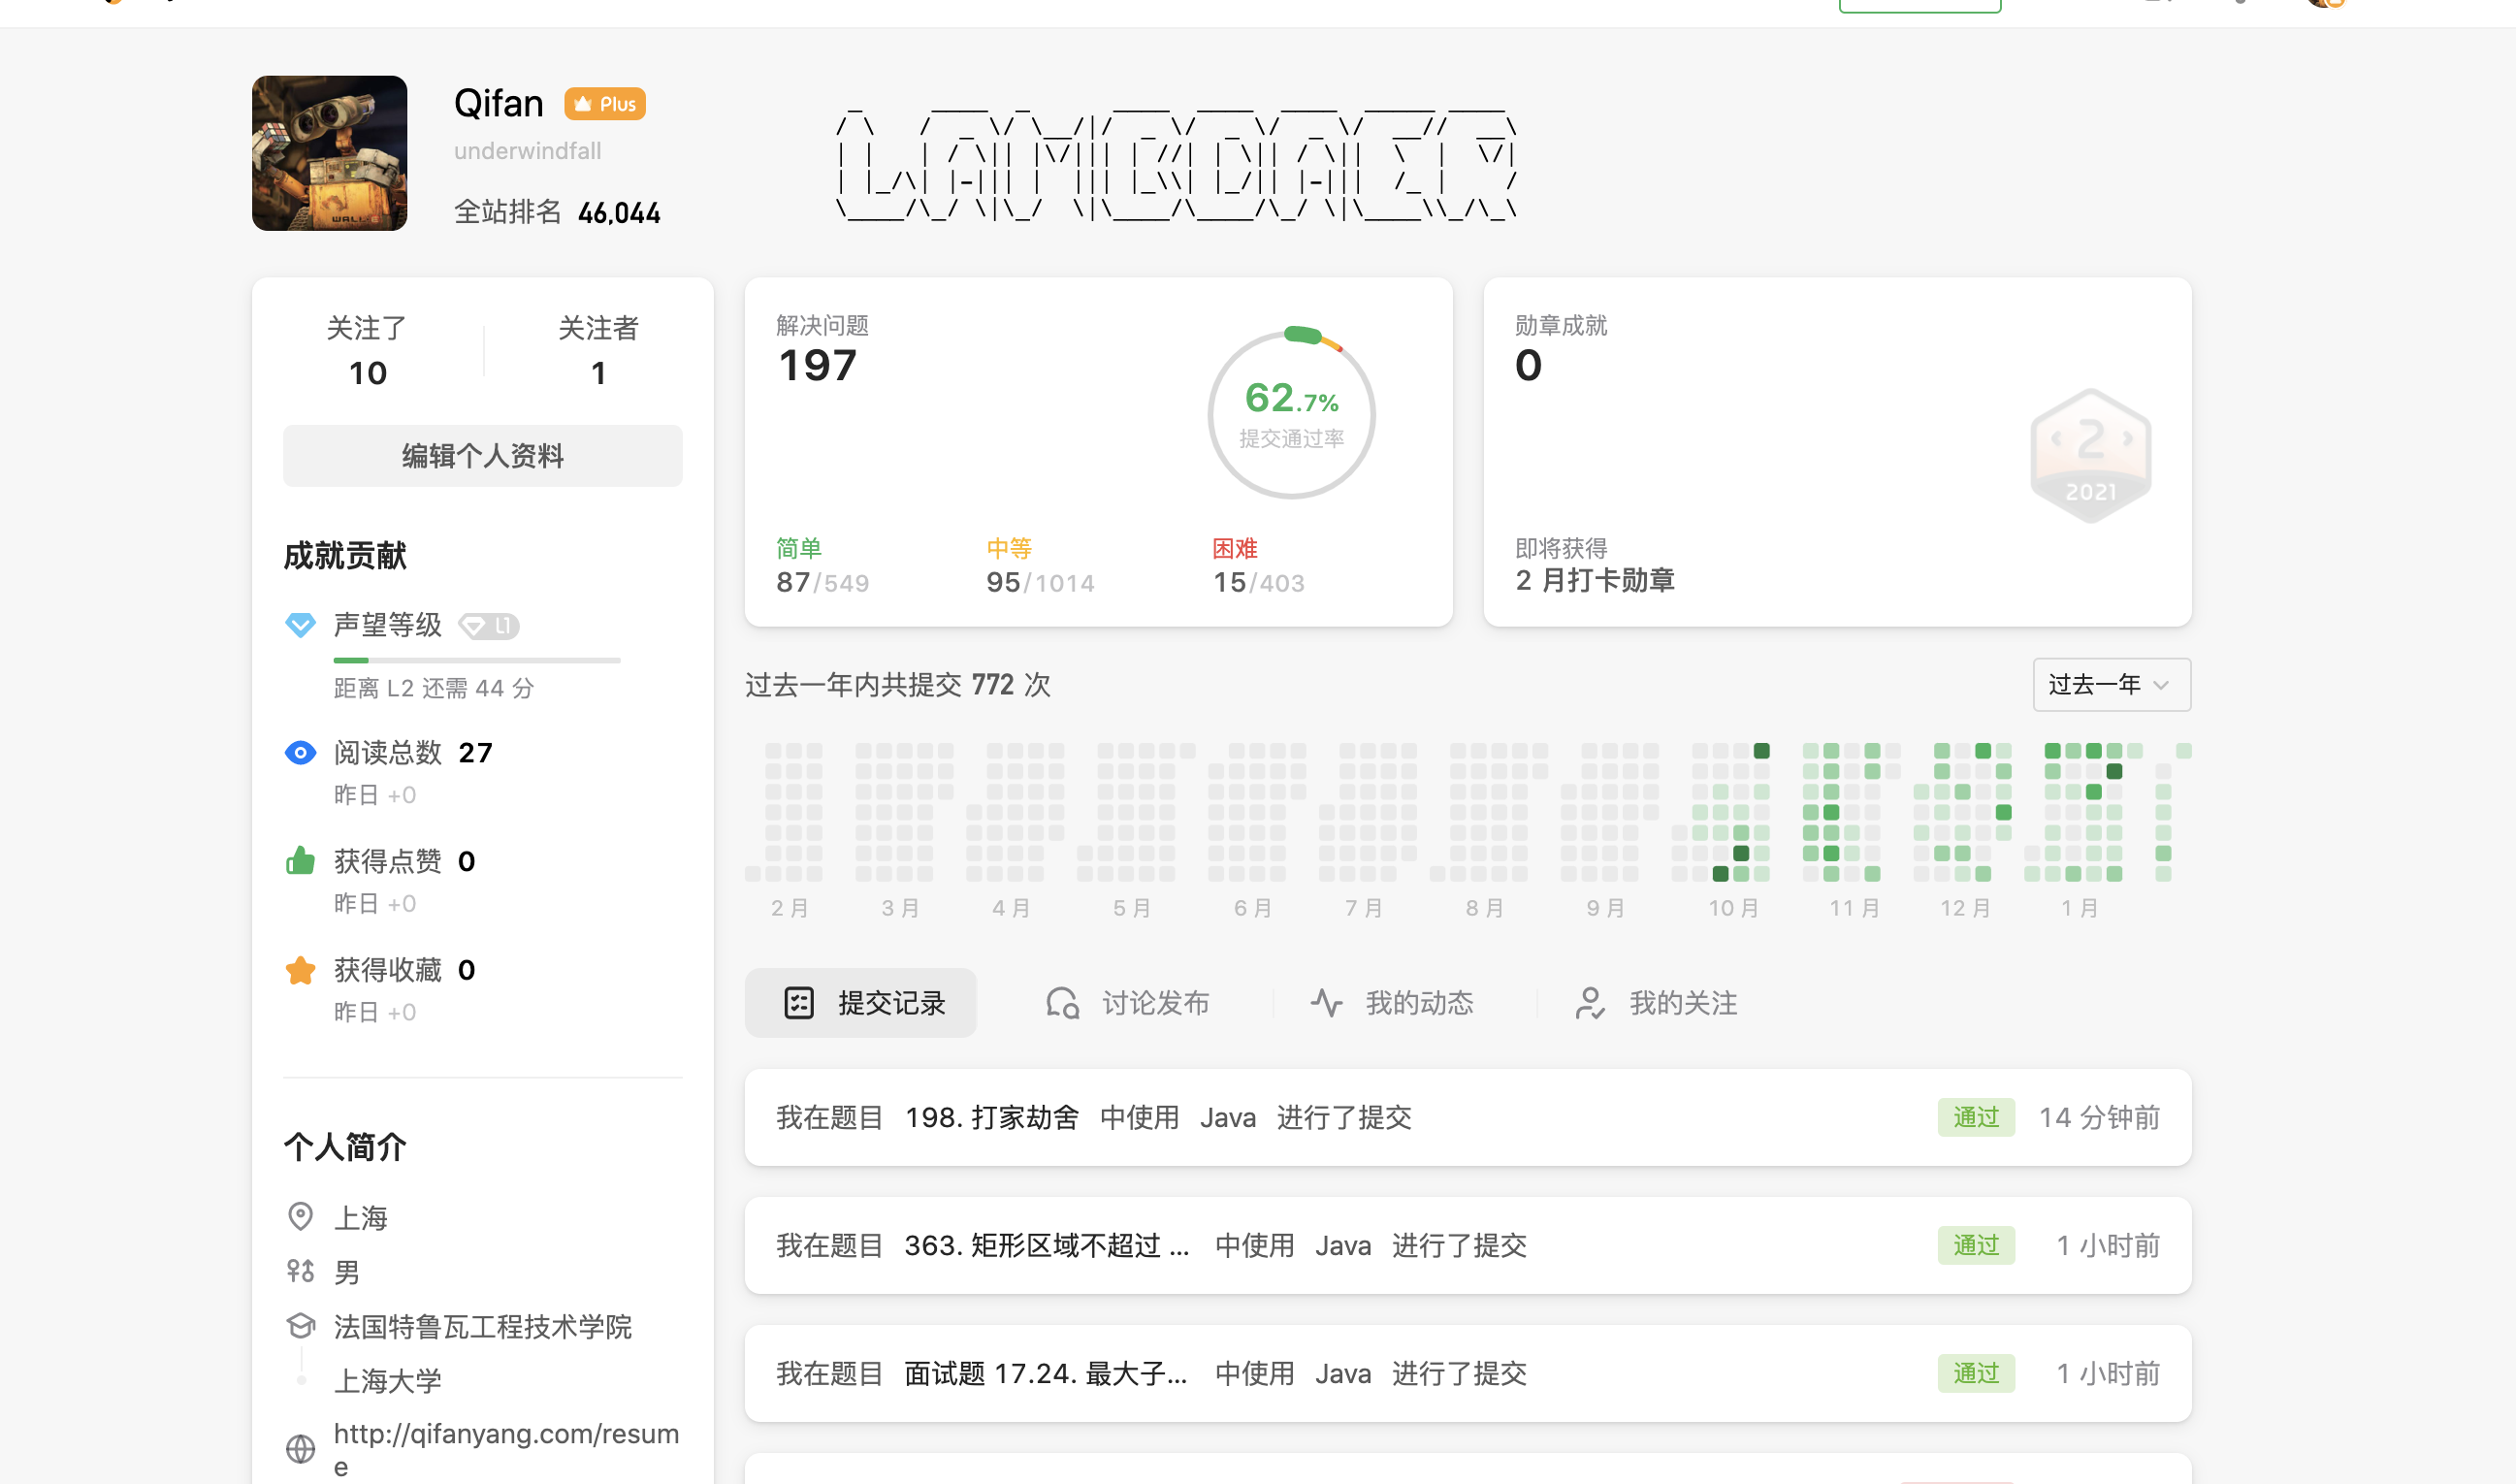 Qifan Plus
underwindfall
全站排名 46,044
LAMBDAER
关注了 关注者
10 1
编辑个人资料
成就贡献
声望等级 L1
距离 L2 还需 44 分
阅读总数 27
昨日 +0
获得点赞 0
昨日 +0
获得收藏 0
昨日 +0
个人简介
上海
男
法国特鲁瓦工程技术学院
上海大学
http://qifanyang.com/resum
e
解决问题
197
62.7%
提交通过率
简单 中等 困难
87/549 95/1014 15/403
勋章成就
0
2
2021
即将获得
2 月打卡勋章
过去一年内共提交 772 次 过去一年
2 月 3 月 4 月 5 月 6 月 7 月 8 月 9 月 10 月 11 月 12 月 1 月
提交记录 讨论发布 我的动态 我的关注
我在题目 198. 打家劫舍 中使用 Java 进行了提交 通过 14 分钟前
我在题目 363. 矩形区域不超过 ... 中使用 Java 进行了提交 通过 1 小时前
我在题目 面试题 17.24. 最大子... 中使用 Java 进行了提交 通过 1 小时前